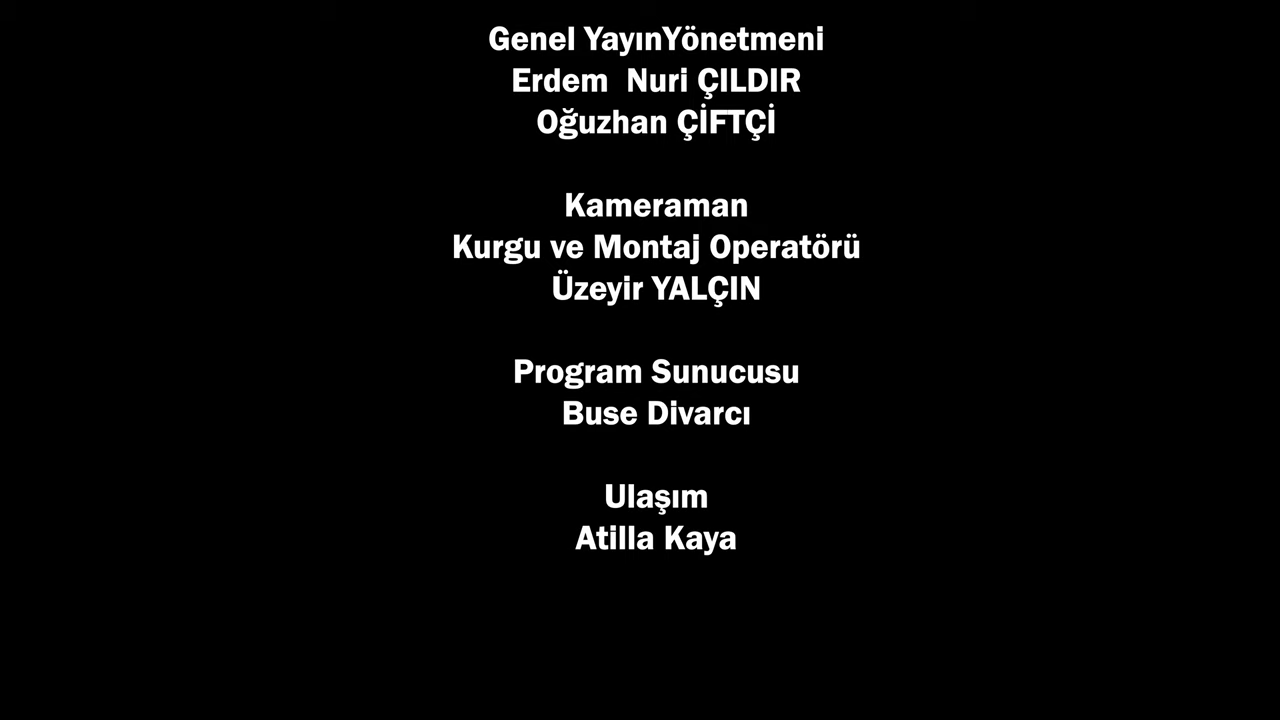 Genel YayınYönetmeni
Erdem  Nuri ÇILDIR
Oğuzhan ÇİFTÇİ
Kameraman
Kurgu ve Montaj Operatörü
Üzeyir YALÇIN
Program Sunucusu
Buse Divarcı
Ulaşım
Atilla Kaya